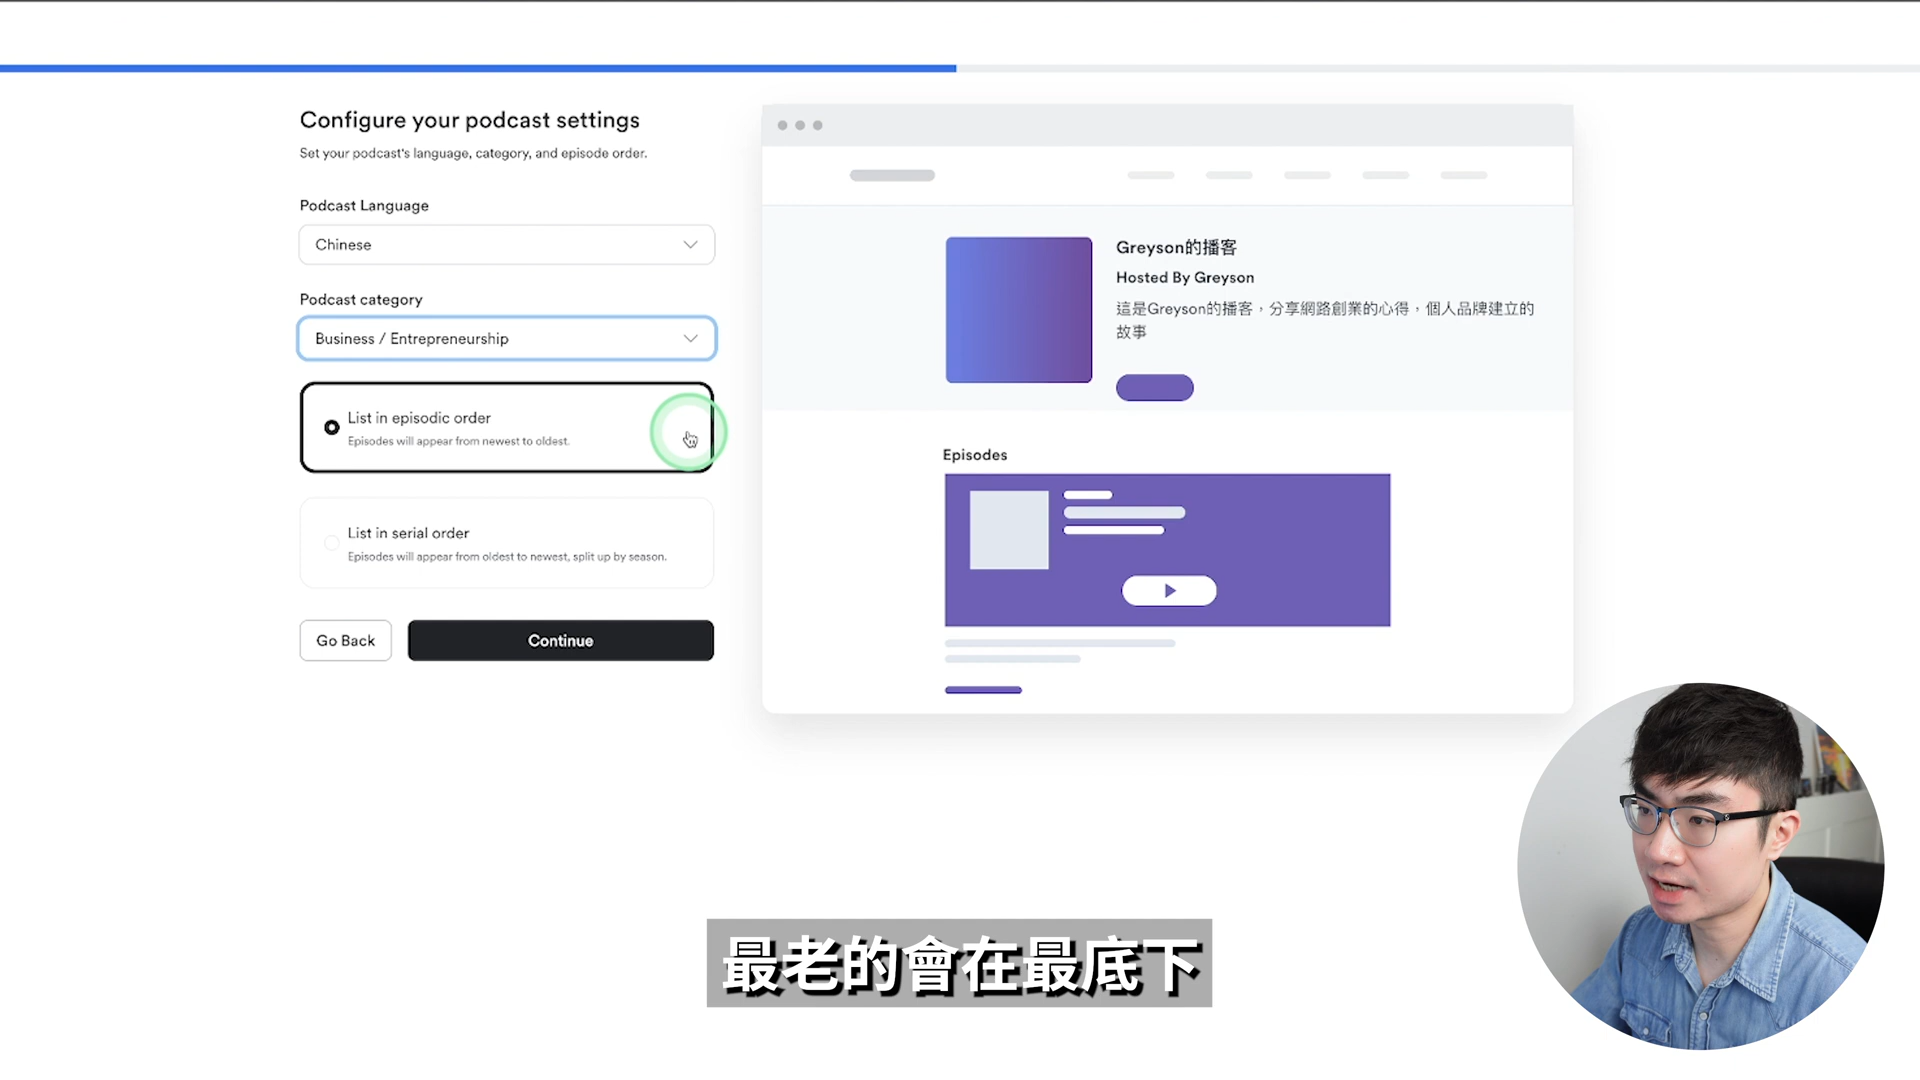 Configure your podcast settings
Set your podcast's language, category, and episode order.
Podcast Language
Chinese
Podcast category
Business / Entrepreneurship
List in episodic order
Episodes will appear from newest to oldest.
List in serial order
Episodes will appear from oldest to newest, split up by season.
Go Back
Continue
Greyson的播客
Hosted By Greyson
這是Greyson的播客，分享網路創業的心得，個人品牌建立的
故事
Episodes
最老的會在最底下